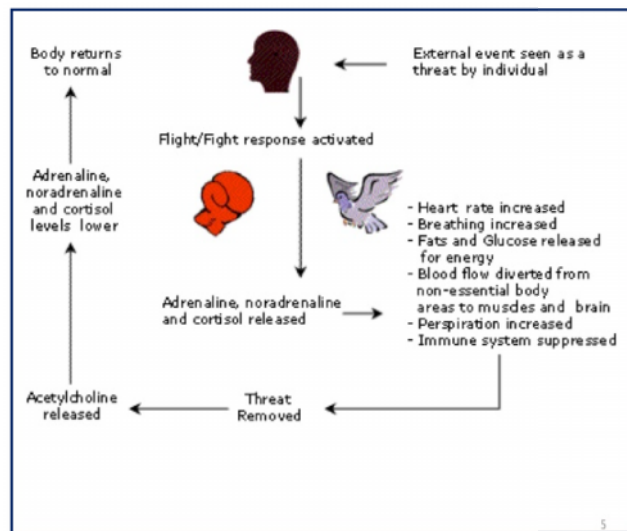 Body returns
to normal
External event seen as a
threat by individual
Flight/Fight response activated
Adrenaline,
noradrenaline
and cortisol
levels lower
- Heart rate increased
- Breathing increased
- Fats and Glucose released
for energy
- Blood flow diverted from
non-essential body
areas to muscles and brain
- Perspiration increased
- Immune system suppressed
Adrenaline, noradrenaline
and cortisol released
Acetylcholine
released
Threat
Removed
5